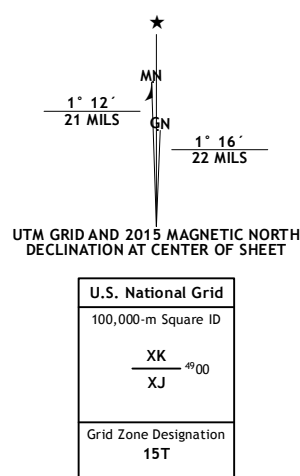 ★
MN
1° 12´
21 MILS
GN
1° 16´
22 MILS
UTM GRID AND 2015 MAGNETIC NORTH
DECLINATION AT CENTER OF SHEET
U.S. National Grid
100,000-m Square ID
XK
4900
XJ
Grid Zone Designation
15T